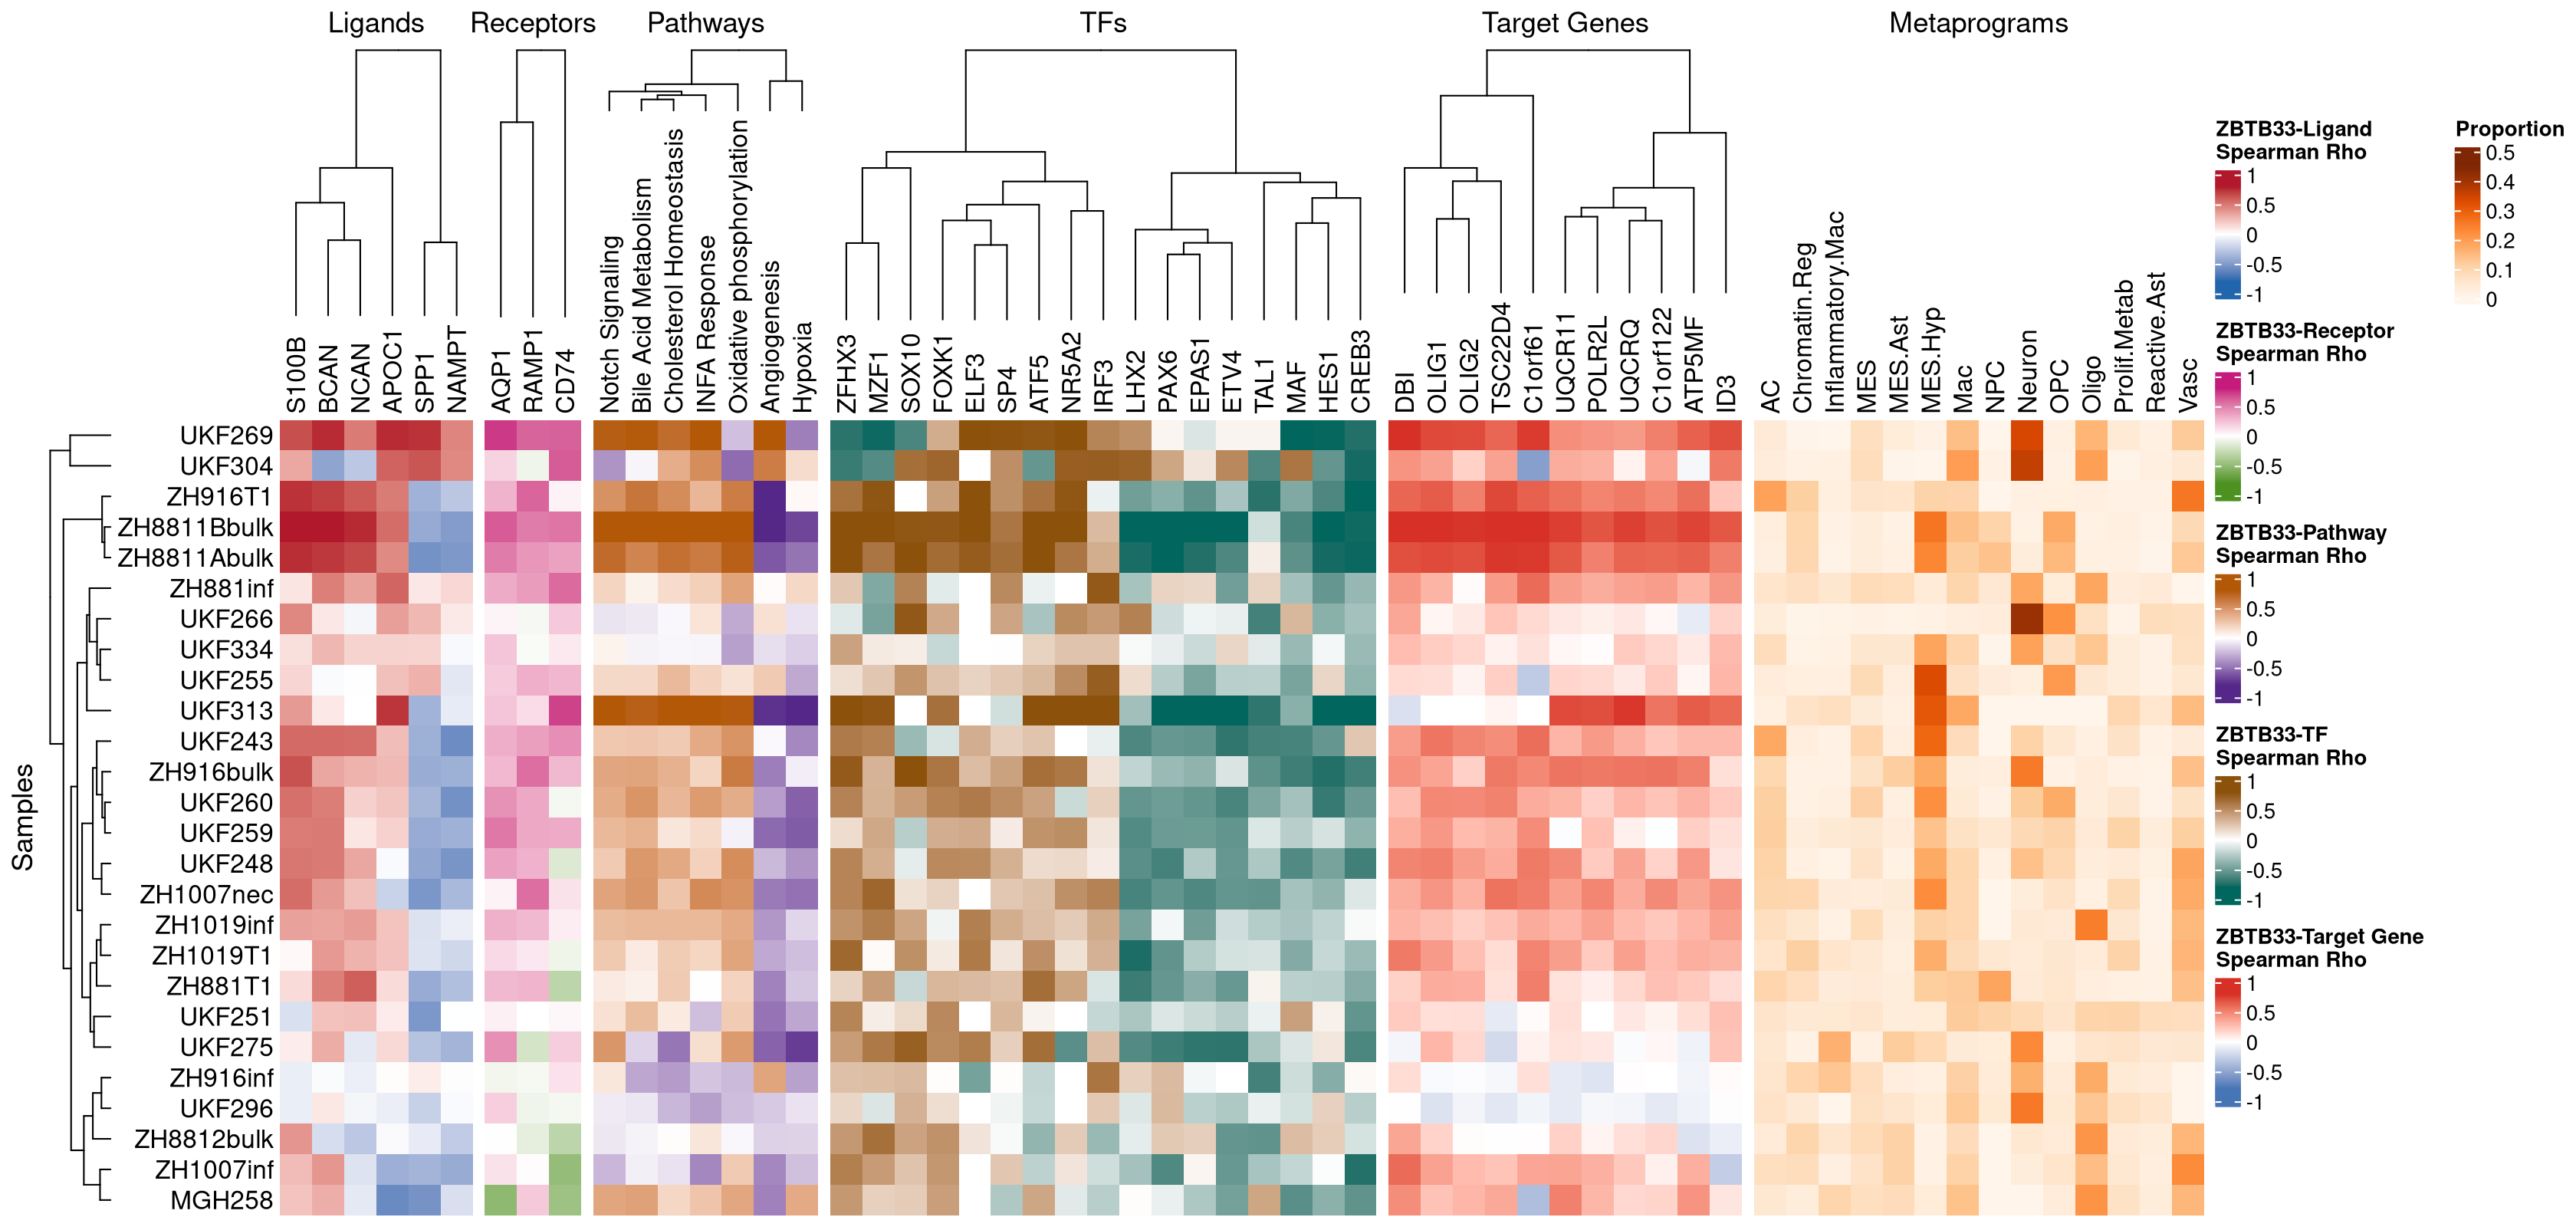 Ligands
Receptors
Pathways
TFs
Target Genes
Metaprograms
S100B
BCAN
NCAN
APOC1
SPP1
NAMPT
AQP1
RAMP1
CD74
Notch Signaling
Bile Acid Metabolism
Cholesterol Homeostasis
INFA Response
Oxidative phosphorylation
Angiogenesis
Hypoxia
ZFHX3
MZF1
SOX10
FOXK1
ELF3
SP4
ATF5
NR5A2
IRF3
LHX2
PAX6
EPAS1
ETV4
TAL1
MAF
HES1
CREB3
DBI
OLIG1
OLIG2
TSC22D4
C1orf61
UQCR11
POLR2L
UQCRQ
C1orf122
ATP5MF
ID3
AC
Chromatin.Reg
Inflammatory.Mac
MES
MES.Ast
MES.Hyp
Mac
NPC
Neuron
OPC
Oligo
Prolif.Metab
Reactive.Ast
Vasc
Samples
UKF269
UKF304
ZH916T1
ZH8811Bbulk
ZH8811Abulk
ZH881inf
UKF266
UKF334
UKF255
UKF313
UKF243
ZH916bulk
UKF260
UKF259
UKF248
ZH1007nec
ZH1019inf
ZH1019T1
ZH881T1
UKF251
UKF275
ZH916inf
UKF296
ZH8812bulk
ZH1007inf
MGH258
ZBTB33-Ligand
Spearman Rho
1
0.5
0
-0.5
-1
ZBTB33-Receptor
Spearman Rho
1
0.5
0
-0.5
-1
ZBTB33-Pathway
Spearman Rho
1
0.5
0
-0.5
-1
ZBTB33-TF
Spearman Rho
1
0.5
0
-0.5
-1
ZBTB33-Target Gene
Spearman Rho
1
0.5
0
-0.5
-1
Proportion
0.5
0.4
0.3
0.2
0.1
0